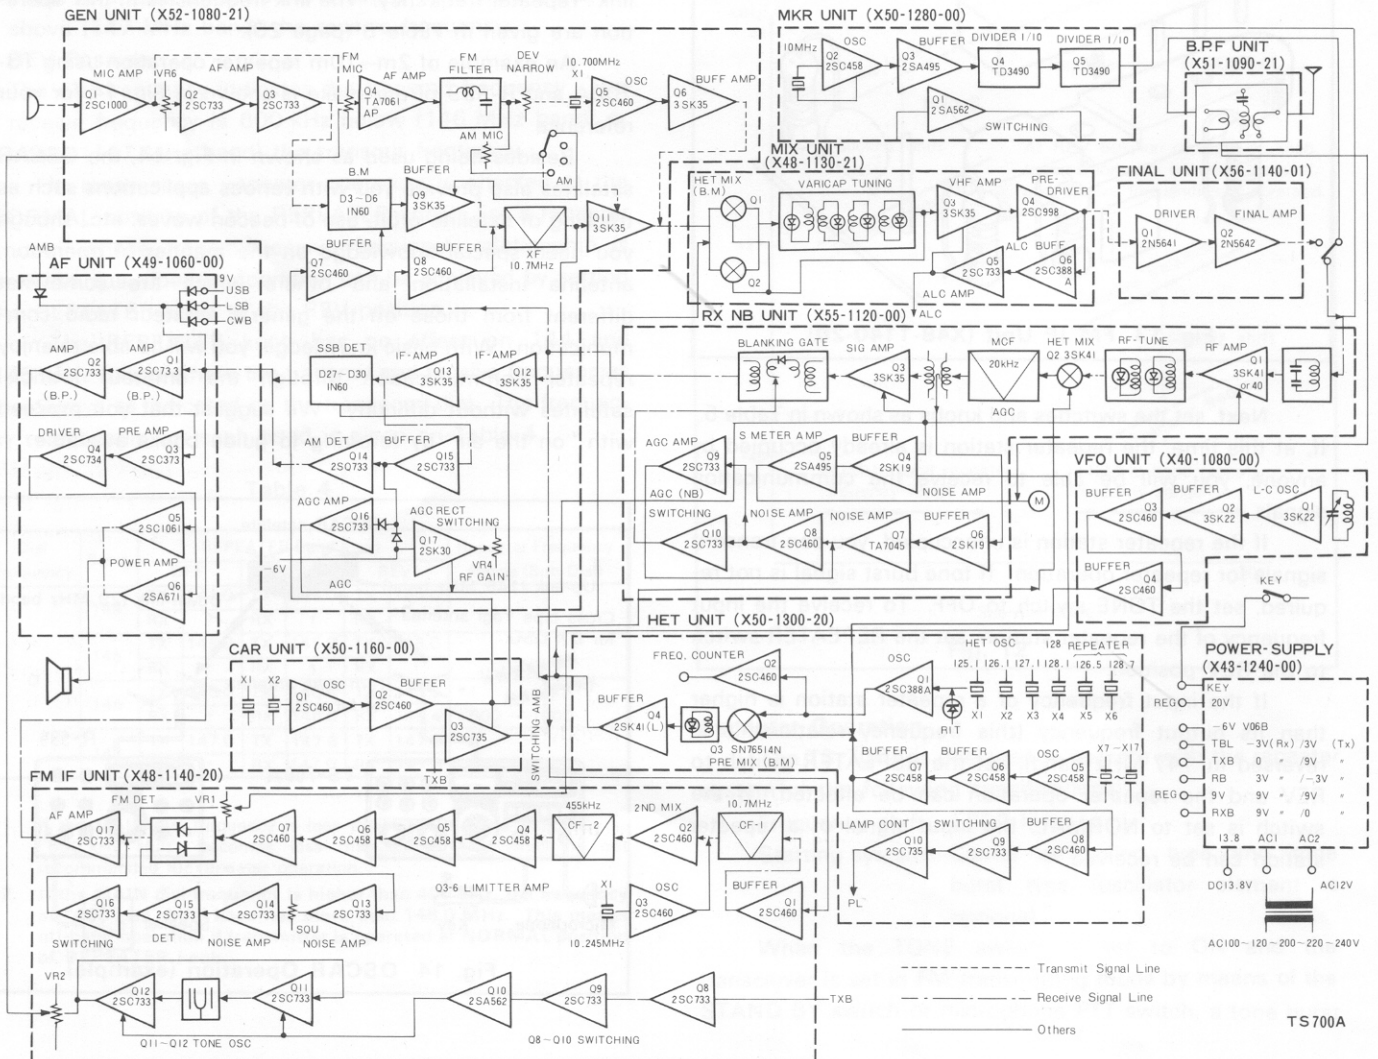 GEN UNIT (X52-1080-21)
MIC AMP
Q1
2SC1000
VR6
AF AMP
Q2
2SC733
Q3
2SC733
FM
MIC
AF AMP
Q4
TA7061
AP
FM
FILTER
DEV
NARROW
10.700MHz
X1
OSC
Q5
2SC460
BUFF AMP
Q6
3SK35
AM MIC
AM
B.M
D3~D6
IN60
BUFFER
Q9
3SK35
XF
10.7MHz
Q11
3SK35
BUFFER
Q7
2SC460
BUFFER
Q8
2SC460
MKR UNIT (X50-1280-00)
10MHz
OSC
Q2
2SC458
BUFFER
Q3
2SA495
DIVIDER 1/10
Q4
TD3490
DIVIDER 1/10
Q5
TD3490
Q1
2SA562
SWITCHING
B.P.F UNIT
(X51-1090-21)
MIX UNIT
(X48-1130-21)
HET MIX
(B.M)
Q1
Q2
VARICAP TUNING
VHF AMP
Q3
3SK35
PRE-
DRIVER
Q4
2SC998
ALC
BUFF
Q5
2SC733
Q6
2SC388
A
ALC AMP
ALC
FINAL UNIT (X56-1140-01)
DRIVER
Q1
2N5641
FINAL AMP
Q2
2N5642
AMB
AF UNIT (X49-1060-00)
9V
USB
LSB
CWB
AMP
Q2
2SC733
(B.P.)
AMP
Q1
2SC733
(B.P.)
DRIVER
Q4
2SC734
PRE AMP
Q3
2SC373
Q5
2SC1061
POWER AMP
Q6
2SA671
SSB DET
D27~D30
IN60
IF-AMP
Q13
3SK35
IF-AMP
Q12
3SK35
AM DET
Q14
2SQ733
BUFFER
Q15
2SC733
AGC AMP
Q16
2SC733
AGC RECT
SWITCHING
Q17
2SK30
VR4
RF GAIN
-6V
AGC
RX NB UNIT (X55-1120-00)
BLANKING GATE
IG AMP
Q3
3SK35
MCF
20kHz
HET MIX
Q2 3SK41
RF-TUNE
RF AMP
Q1
3SK41
or 40
AGC
AGC AMP
Q9
2SC733
S METER AMP
Q5
2SA495
BUFFER
Q4
2SK19
AGC (NB)
SWITCHING
Q10
2SC733
NOISE AMP
Q8
2SC460
NOISE AMP
Q7
TA7045
NOISE AMP
BUFFER
Q6
2SK19
M
VFO UNIT (X40-1080-00)
BUFFER
Q3
2SC460
BUFFER
Q2
3SK22
L-C OSC
Q1
3SK22
BUFFER
Q4
2SC460
KEY
CAR UNIT (X50-1160-00)
X1 X2
OSC
Q1
2SC460
BUFFER
Q2
2SC460
Q3
2SC735
TXB
SWITCHING AMB
HET UNIT (X50-1300-20)
FREQ. COUNTER
Q2
2SC460
BUFFER
Q4
2SK41(L)
Q3 SN76514N
PRE MIX (B.M)
OSC
Q1
2SC388A
RIT
HET OSC
128 REPEATER
125.1 126.1 127.1 128.1 126.5 128.7
X1 X2 X3 X4 X5 X6
BUFFER
Q7
2SC458
BUFFER
Q6
2SC458
OSC
Q5
2SC458
X7-X17
LAMP CONT
Q10
2SC735
SWITCHING
Q9
2SC733
BUFFER
Q8
2SC460
PL
POWER-SUPPLY
(X43-1240-00)
KEY
REG
20V
-6V V06B
TBL -3V(Rx)/3V (Tx)
TXB 0 /9V "
RB 3V /-3V "
REG 9V 9V /9V "
RXB 9V /0 "
13.8 AC1 AC2
DC13.8V
AC12V
AC100~120~200~220~240V
FM IF UNIT (X48-1140-20)
AF AMP
Q17
2SC733
FM DET
VR1
Q7
2SC460
Q6
2SC458
Q5
2SC458
Q4
2SC458
455kHz
CF-2
2ND MIX
Q2
2SC460
10.7MHz
CF-1
Q3-6 LIMITTER AMP
X1
10.245MHz
OSC
Q3
2SC460
BUFFER
Q1
2SC460
Q16
2SC733
SWITCHING
Q15
2SC733
DET
Q14
2SC733
NOISE AMP
SQU
Q13
2SC733
NOISE AMP
VR2
Q12
2SC733
Q11
2SC733
Q11~Q12 TONE OSC
Q10
2SA562
Q9
2SC733
Q8
2SC733
TXB
Q8~Q10 SWITCHING
Transmit Signal Line
Receive Signal Line
Others
TS700A